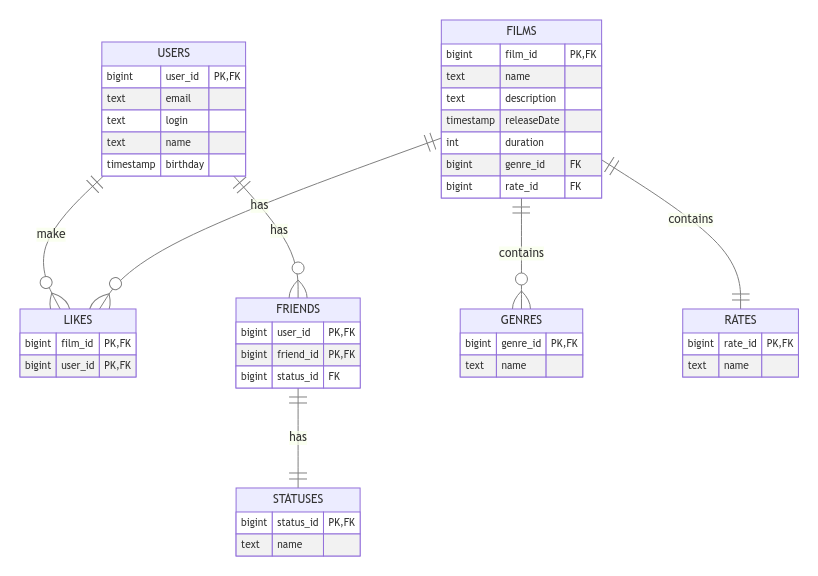 USERS
bigint user_id PK,FK
text email
text login
text name
timestamp birthday
FILMS
bigint film_id PK,FK
text name
text description
timestamp releaseDate
int duration
bigint genre_id FK
bigint rate_id FK
make
has
has
contains
contains
LIKES
bigint film_id PK,FK
bigint user_id PK,FK
FRIENDS
bigint user_id PK,FK
bigint friend_id PK,FK
bigint status_id FK
GENRES
bigint genre_id PK,FK
text name
RATES
bigint rate_id PK,FK
text name
has
STATUSES
bigint status_id PK,FK
text name